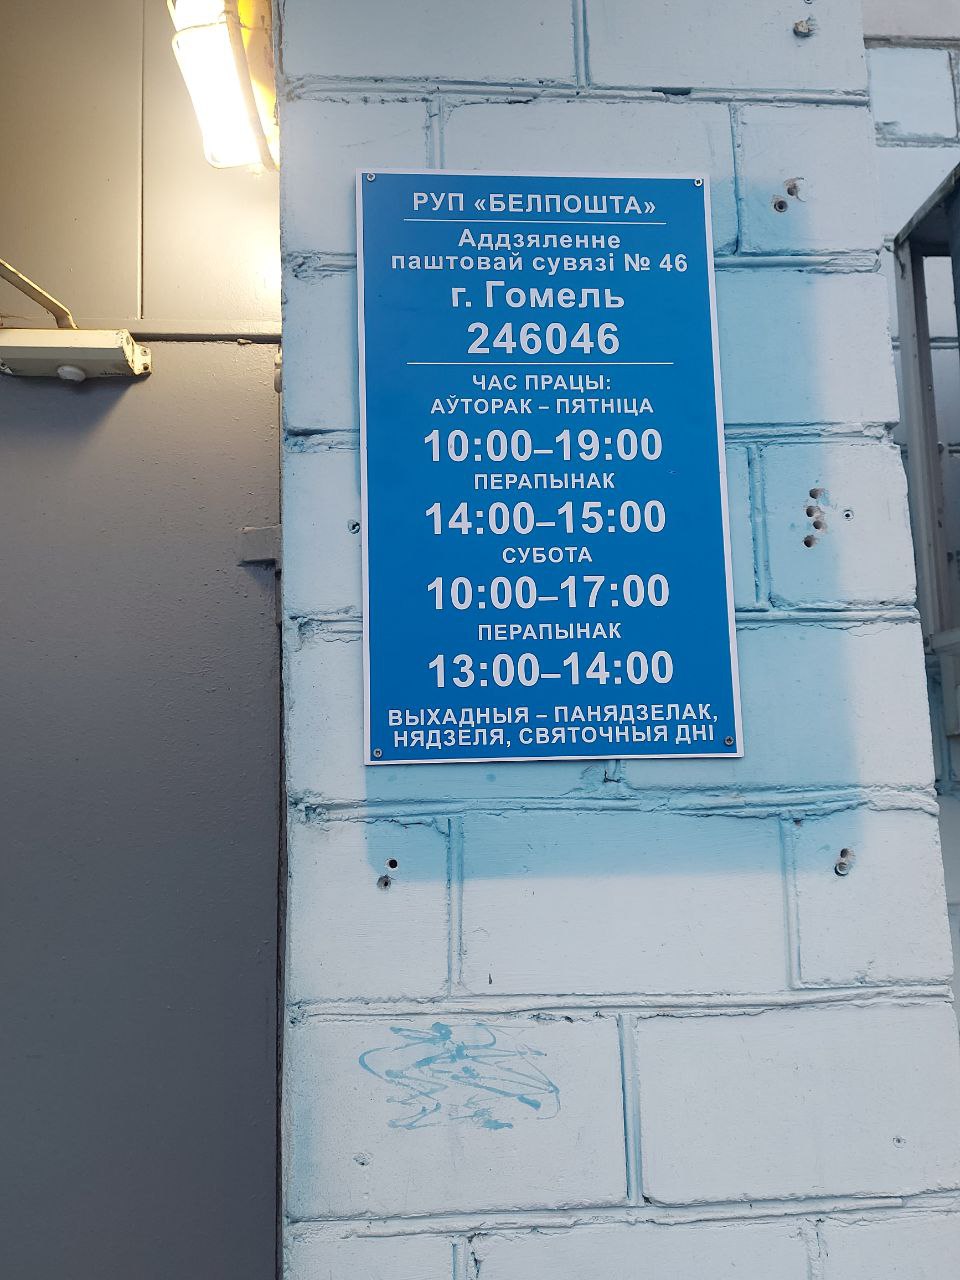 РУП «БЕЛПОШТА»
Аддзяленне
паштовай сувязі № 46
г. Гомель
246046
ЧАС ПРАЦЫ:
АЎТОРАК – ПЯТНІЦА
10:00–19:00
ПЕРАПЫНАК
14:00–15:00
СУБОТА
10:00–17:00
ПЕРАПЫНАК
13:00–14:00
ВЫХАДНЫЯ – ПАНЯДЗЕЛАК,
НЯДЗЕЛЯ, СВЯТОЧНЫЯ ДНІ